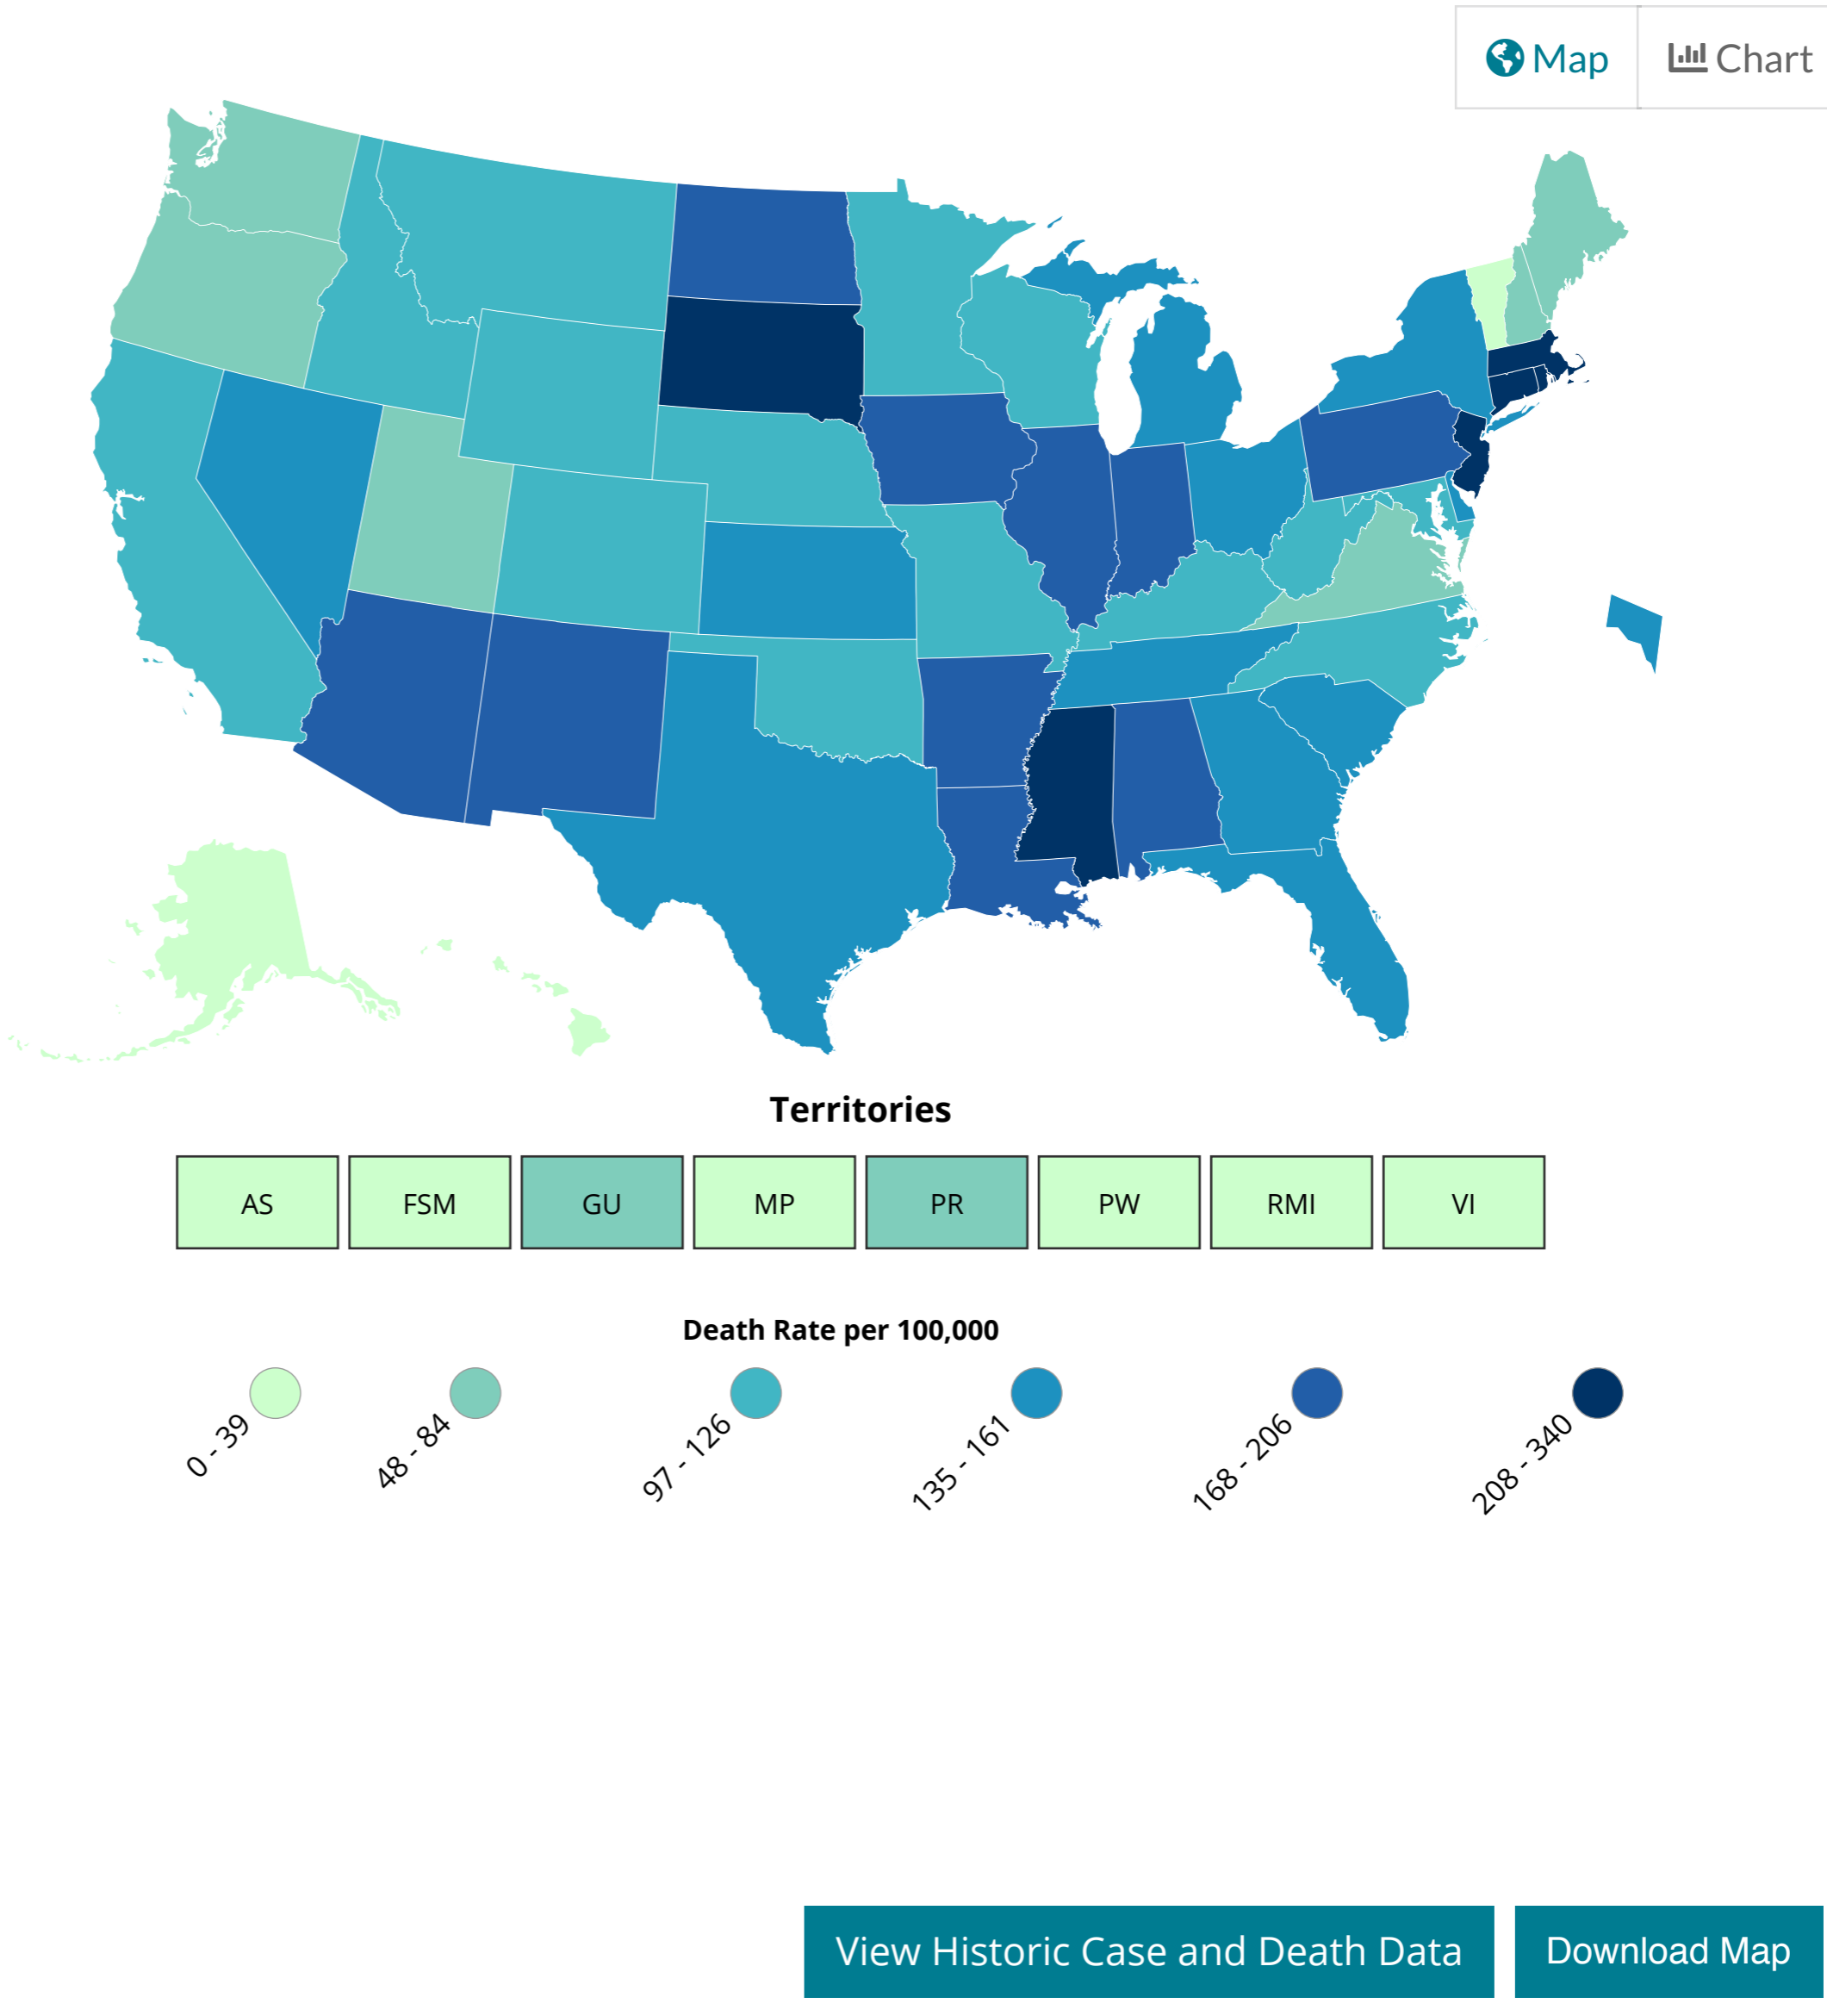 Map Chart
Territories
AS FSM GU MP PR PW RMI VI
Death Rate per 100,000
0 - 39 48 - 84 97 - 126 135 - 161 168 - 206 208 - 340
View Historic Case and Death Data Download Map